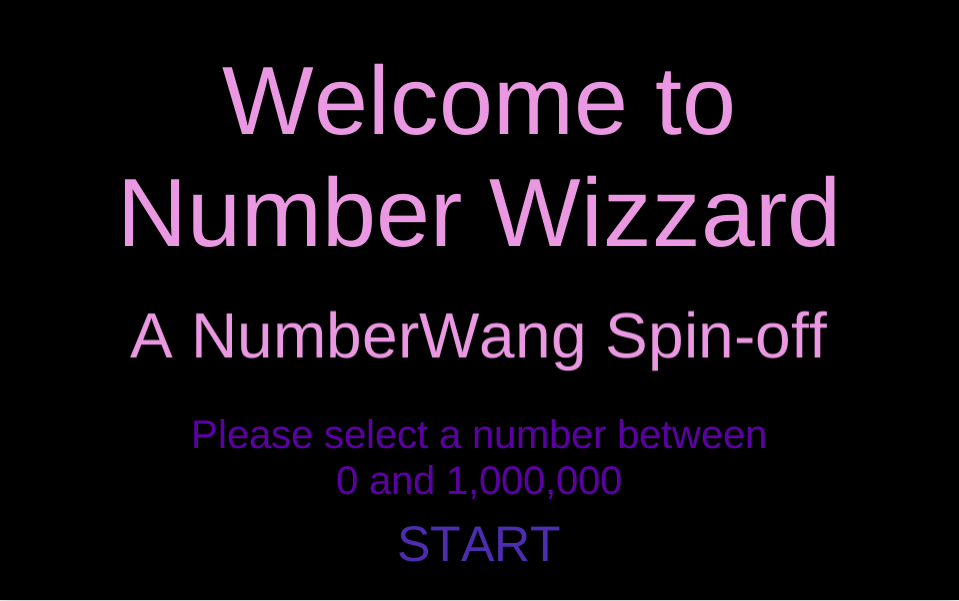 Welcome to
Number Wizzard
A NumberWang Spin-off
Please select a number between
0 and 1,000,000
START